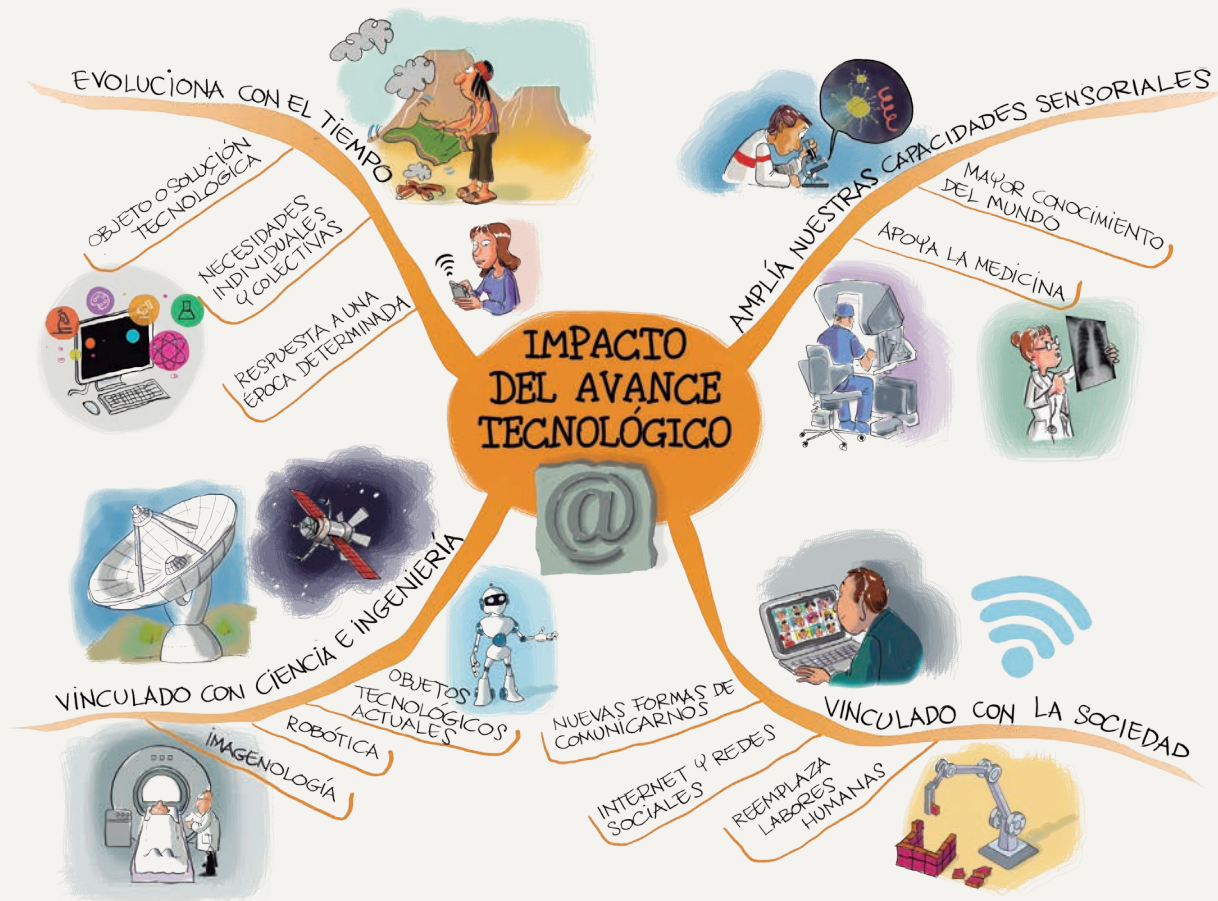 IMPACTO
DEL AVANCE
TECNOLÓGICO
@
EVOLUCIONA CON EL TIEMPO
OBJETO O SOLUCIÓN
TECNOLÓGICA
NECESIDADES
INDIVIDUALES
Y COLECTIVAS
RESPUESTA A UNA
ÉPOCA DETERMINADA
AMPLÍA NUESTRAS CAPACIDADES SENSORIALES
MAYOR CONOCIMIENTO
DEL MUNDO
APOYA LA MEDICINA
VINCULADO CON CIENCIA E INGENIERÍA
OBJETOS
TECNOLÓGICOS
ACTUALES
ROBÓTICA
IMAGENOLOGÍA
VINCULADO CON LA SOCIEDAD
NUEVAS FORMAS DE
COMUNICARNOS
INTERNET Y REDES
SOCIALES
REEMPLAZA
LABORES
HUMANAS